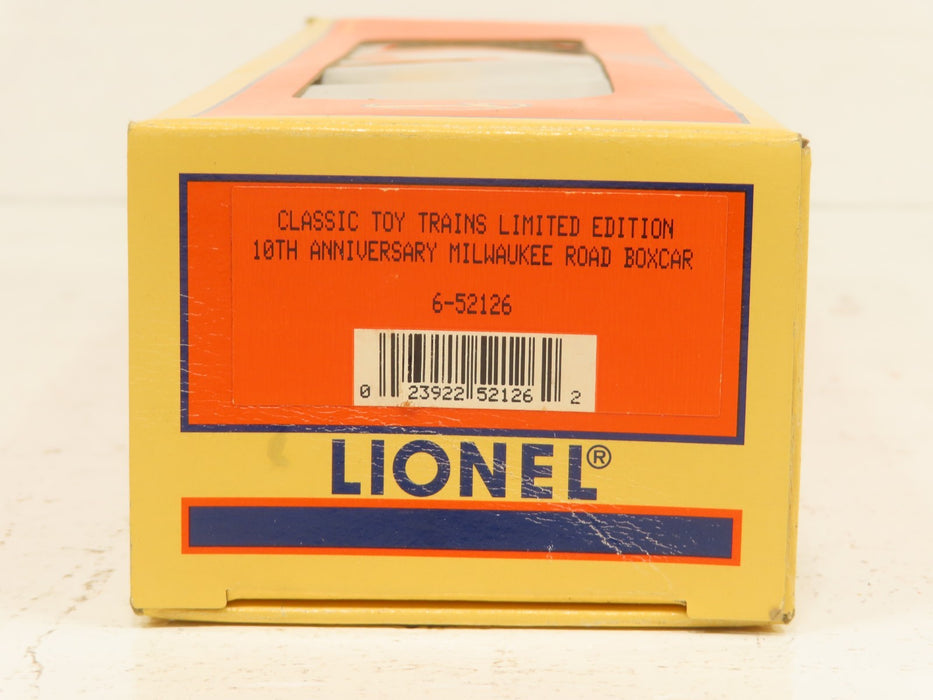 CLASSIC TOY TRAINS LIMITED EDITION
10TH ANNIVERSARY MILWAUKEE ROAD BOXCAR
6-52126
0 23922 52126 2
LIONEL®